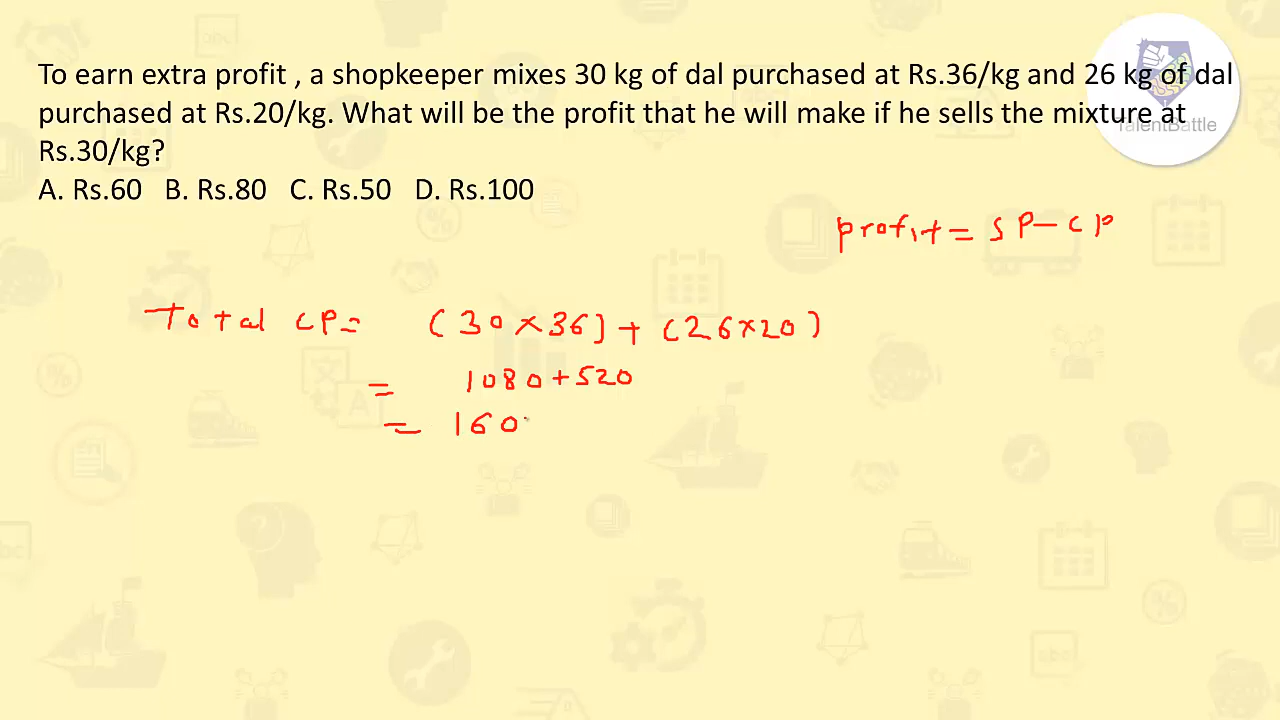 To earn extra profit , a shopkeeper mixes 30 kg of dal purchased at Rs.36/kg and 26 kg of dal
purchased at Rs.20/kg. What will be the profit that he will make if he sells the mixture at
Rs.30/kg?
A. Rs.60 B. Rs.80 C. Rs.50 D. Rs.100
TalentBattle
profit = SP - CP
Total CP = (30 × 36) + (26 × 20)
= 1080 + 520
= 160